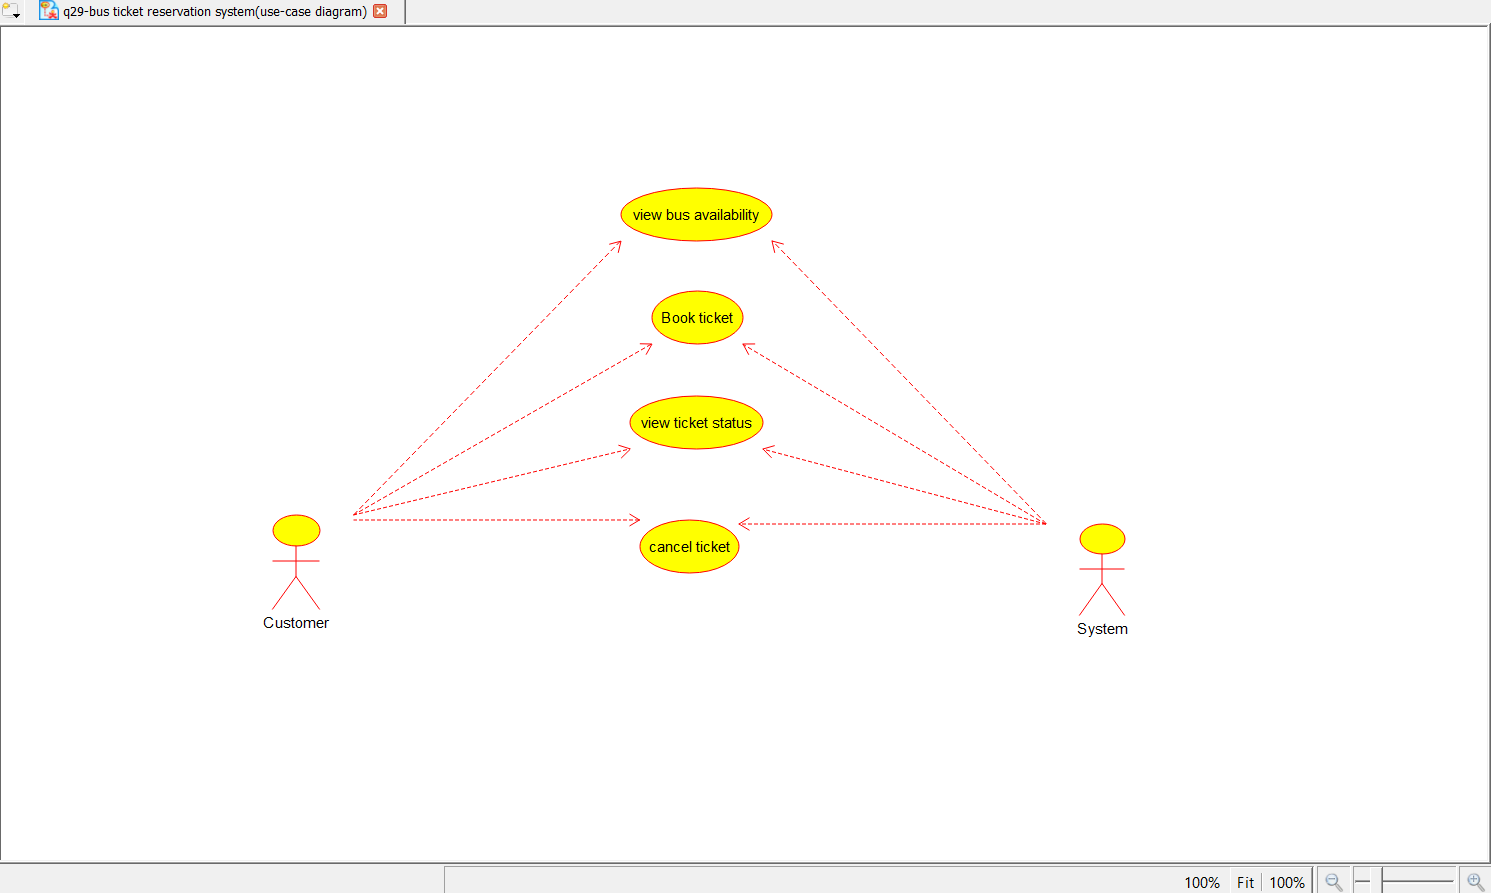 q29-bus ticket reservation system(use-case diagram)
view bus availability
Book ticket
view ticket status
cancel ticket
Customer
System
100%
Fit
100%